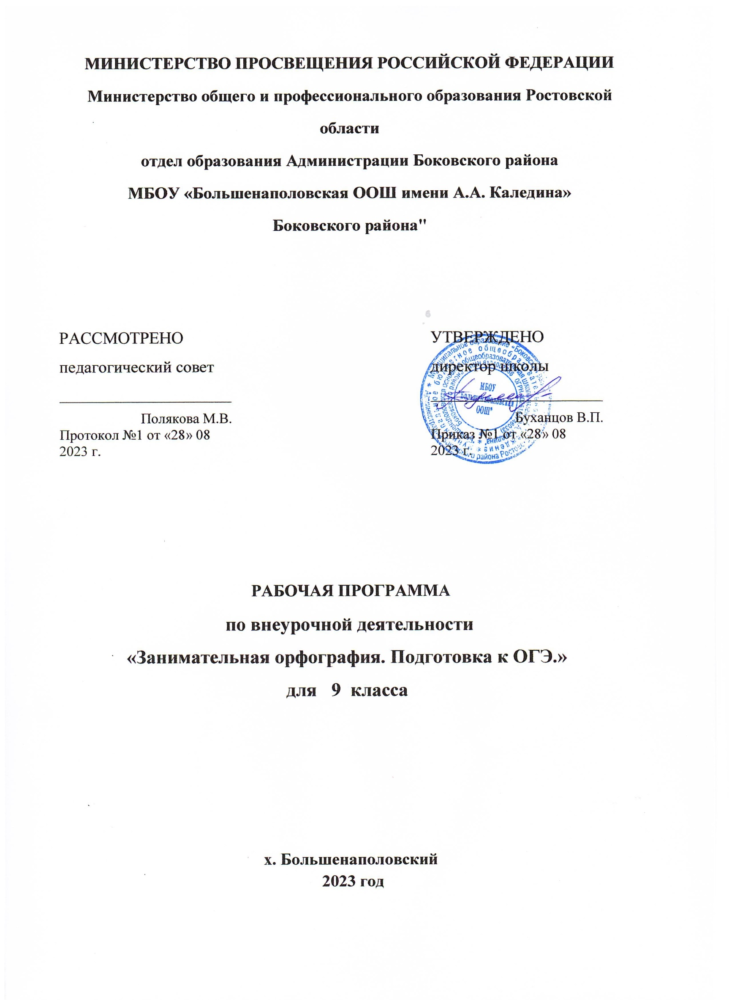 МИНИСТЕРСТВО ПРОСВЕЩЕНИЯ РОССИЙСКОЙ ФЕДЕРАЦИИ
Министерство общего и профессионального образования Ростовской
области
отдел образования Администрации Боковского района
МБОУ «Большенаполовская ООШ имени А.А. Каледина»
Боковского района"
РАССМОТРЕНО
педагогический совет
Полякова М.В.
Протокол №1 от «28» 08
2023 г.
УТВЕРЖДЕНО
директор школы
МБОУ
"Большенаполовская
ООШ"
Буханцов В.П.
Приказ №1 от «28» 08
2023 г.
РАБОЧАЯ ПРОГРАММА
по внеурочной деятельности
«Занимательная орфография. Подготовка к ОГЭ.»
для 9 класса
х. Большенаполовский
2023 год